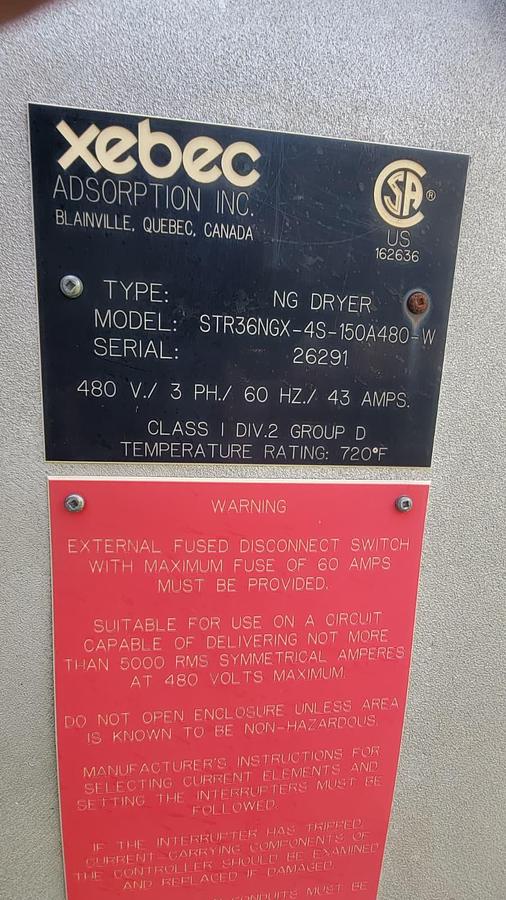 xebec
ADSORPTION INC.
BLAINVILLE, QUEBEC, CANADA
SA ®
US
162636
TYPE: NG DRYER
MODEL: STR36NGX-4S-150A480-W
SERIAL: 26291
480 V./ 3 PH./ 60 HZ./ 43 AMPS.
CLASS I DIV.2 GROUP D
TEMPERATURE RATING: 720°F
WARNING
EXTERNAL FUSED DISCONNECT SWITCH
WITH MAXIMUM FUSE OF 60 AMPS
MUST BE PROVIDED.
SUITABLE FOR USE ON A CIRCUIT
CAPABLE OF DELIVERING NOT MORE
THAN 5000 RMS SYMMETRICAL AMPERES
AT 480 VOLTS MAXIMUM.
DO NOT OPEN ENCLOSURE UNLESS AREA
IS KNOWN TO BE NON-HAZARDOUS.
MANUFACTURER'S INSTRUCTIONS FOR
SELECTING CURRENT ELEMENTS AND
SETTING THE INTERRUPTERS MUST BE
FOLLOWED.
IF THE INTERRUPTER HAS TRIPPED,
CURRENT-CARRYING COMPONENTS OF
THE CONTROLLER SHOULD BE EXAMINED
AND REPLACED IF DAMAGED.
CONDUITS MUST BE